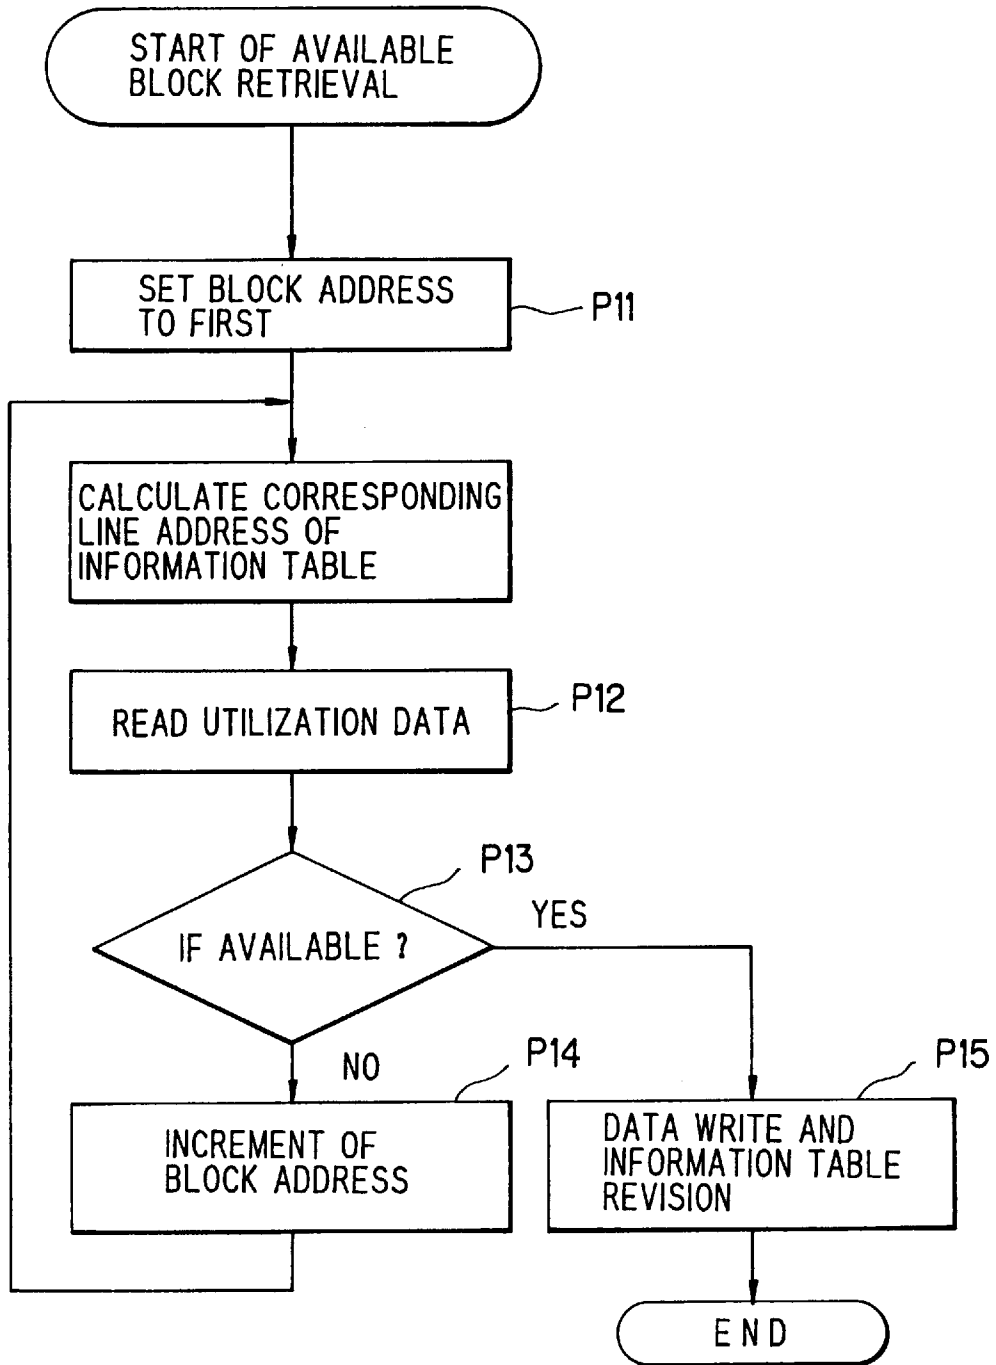 START OF AVAILABLE
BLOCK RETRIEVAL
SET BLOCK ADDRESS
TO FIRST
P11
CALCULATE CORRESPONDING
LINE ADDRESS OF
INFORMATION TABLE
READ UTILIZATION DATA
P12
IF AVAILABLE ?
P13
YES
NO
INCREMENT OF
BLOCK ADDRESS
P14
DATA WRITE AND
INFORMATION TABLE
REVISION
P15
END